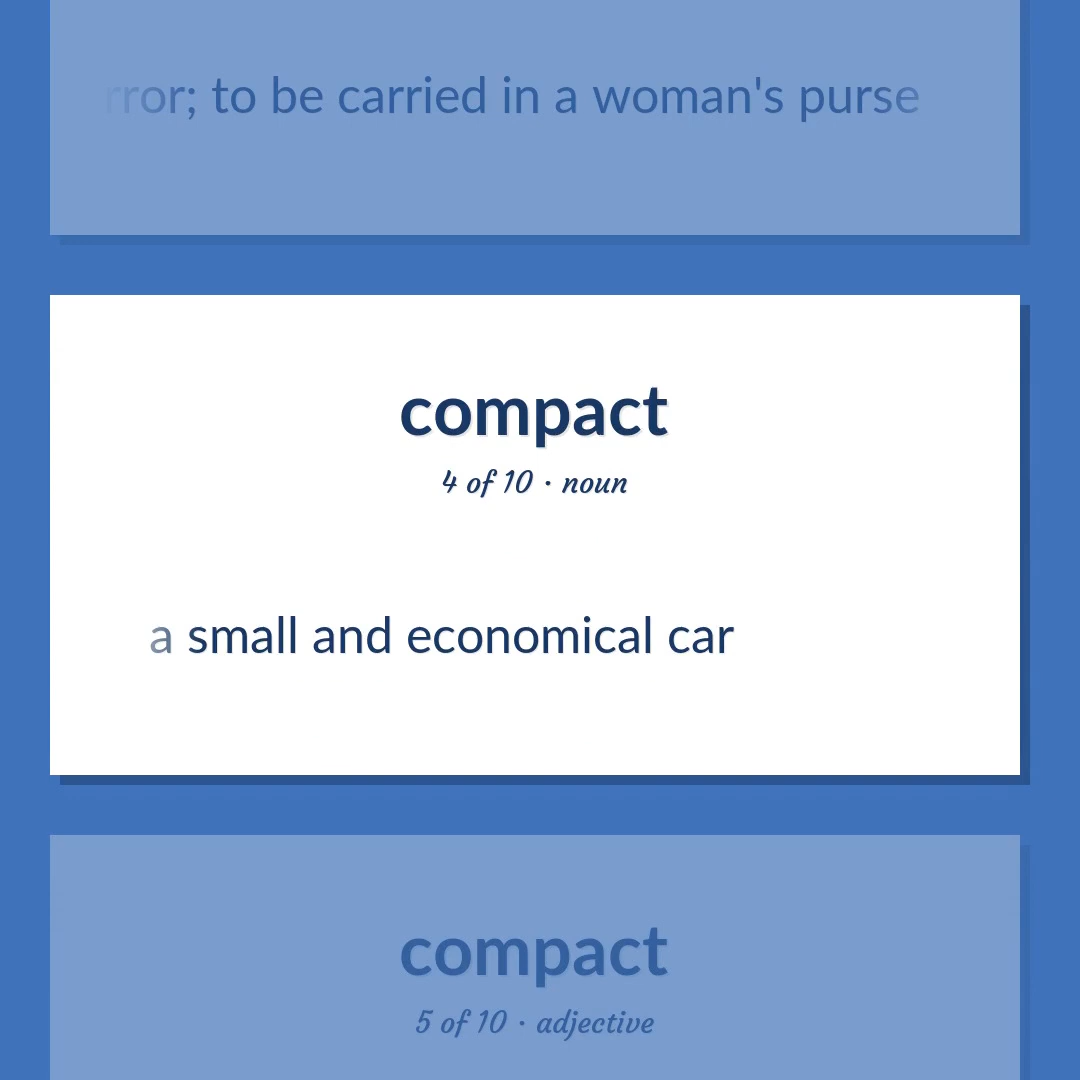 rror; to be carried in a woman's purse
compact
4 of 10 · noun
a small and economical car
compact
5 of 10 · adjective